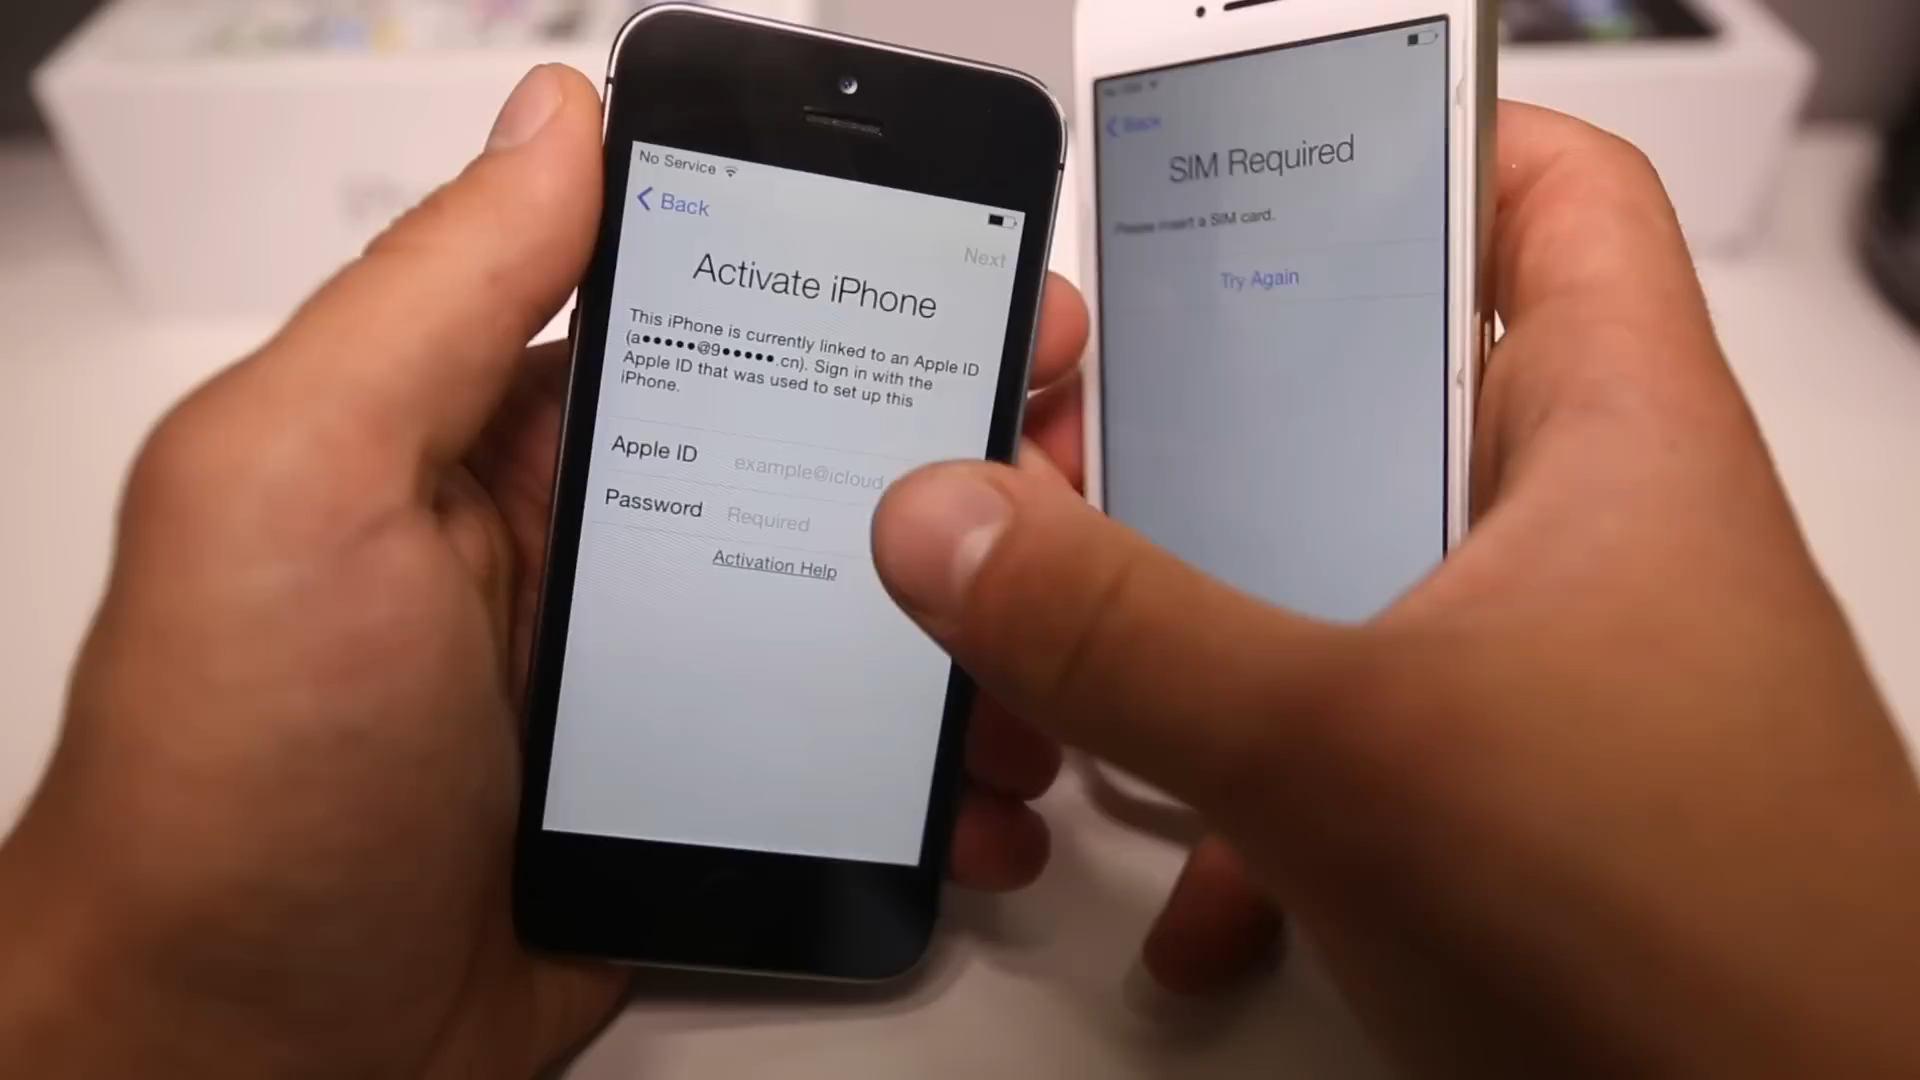 No Service
Back
Next
Activate iPhone
This iPhone is currently linked to an Apple ID
(a●●●●●@9●●●●●.cn). Sign in with the
Apple ID that was used to set up this
iPhone.
Apple ID example@icloud
Password Required
Activation Help
Back
SIM Required
Please insert a SIM card.
Try Again